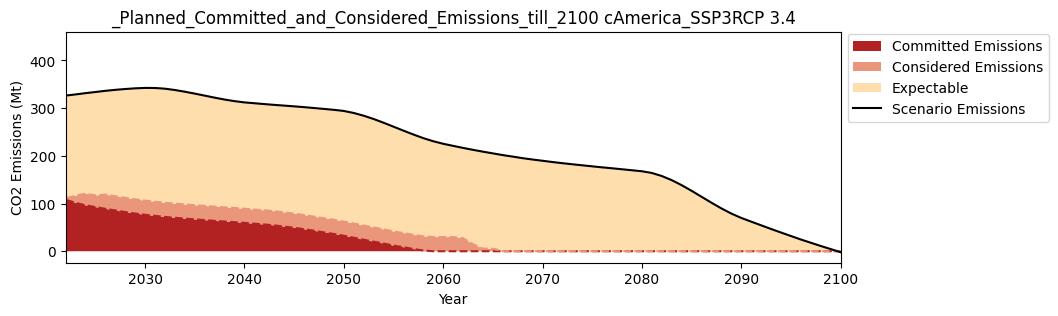 _Planned_Committed_and_Considered_Emissions_till_2100 cAmerica_SSP3RCP 3.4
Committed Emissions
Considered Emissions
Expectable
Scenario Emissions
CO2 Emissions (Mt)
400
300
200
100
0
2030 2040 2050 2060 2070 2080 2090 2100
Year